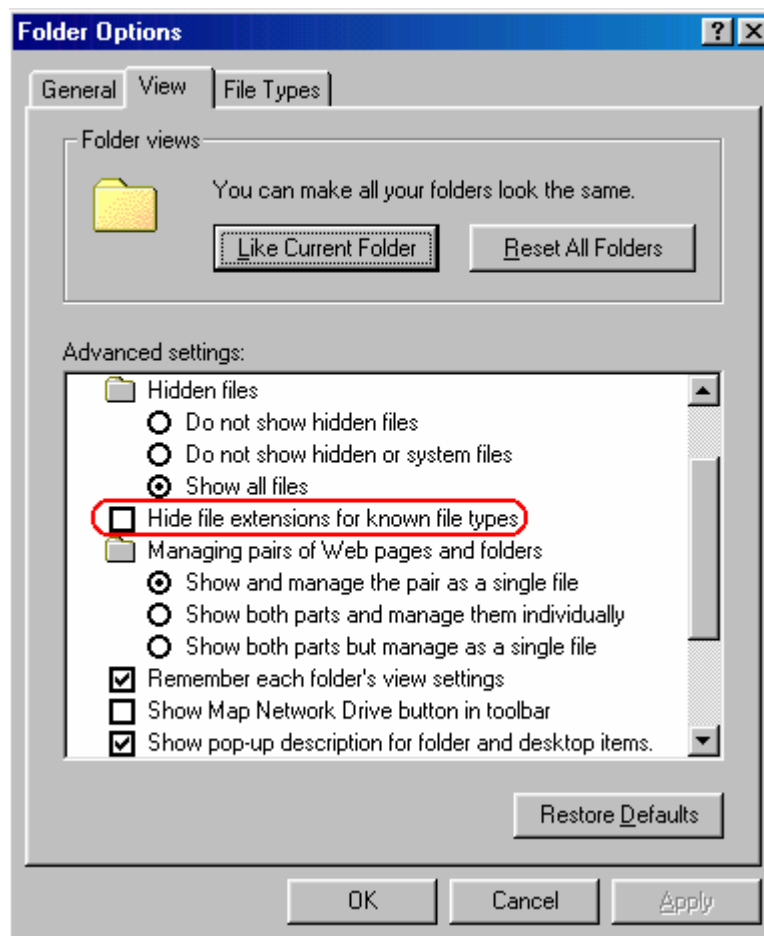 Folder Options
General View File Types
Folder views
You can make all your folders look the same.
Like Current Folder Reset All Folders
Advanced settings:
Hidden files
Do not show hidden files
Do not show hidden or system files
Show all files
Hide file extensions for known file types
Managing pairs of Web pages and folders
Show and manage the pair as a single file
Show both parts and manage them individually
Show both parts but manage as a single file
Remember each folder's view settings
Show Map Network Drive button in toolbar
Show pop-up description for folder and desktop items.
Restore Defaults
OK Cancel Apply